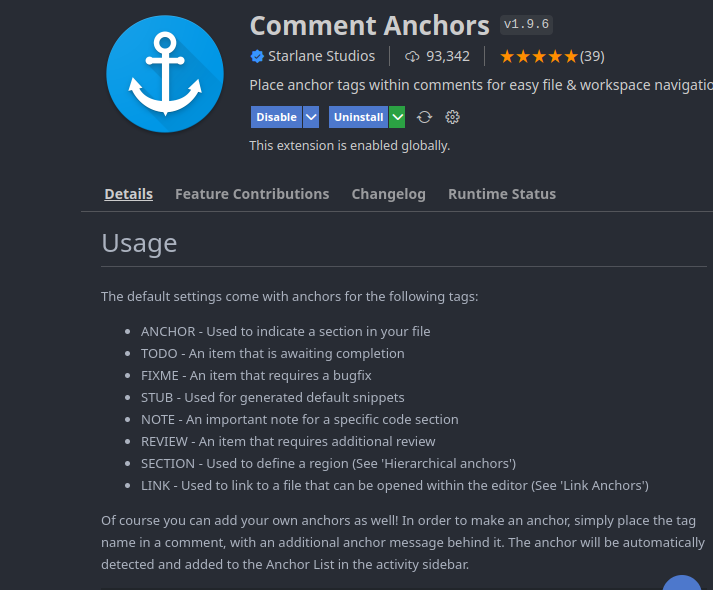 Comment Anchors v1.9.6
Starlane Studios 93,342 (39)
Place anchor tags within comments for easy file & workspace navigatio
Disable Uninstall
This extension is enabled globally.
Details Feature Contributions Changelog Runtime Status
Usage
The default settings come with anchors for the following tags:
ANCHOR - Used to indicate a section in your file
TODO - An item that is awaiting completion
FIXME - An item that requires a bugfix
STUB - Used for generated default snippets
NOTE - An important note for a specific code section
REVIEW - An item that requires additional review
SECTION - Used to define a region (See 'Hierarchical anchors')
LINK - Used to link to a file that can be opened within the editor (See 'Link Anchors')
Of course you can add your own anchors as well! In order to make an anchor, simply place the tag
name in a comment, with an additional anchor message behind it. The anchor will be automatically
detected and added to the Anchor List in the activity sidebar.